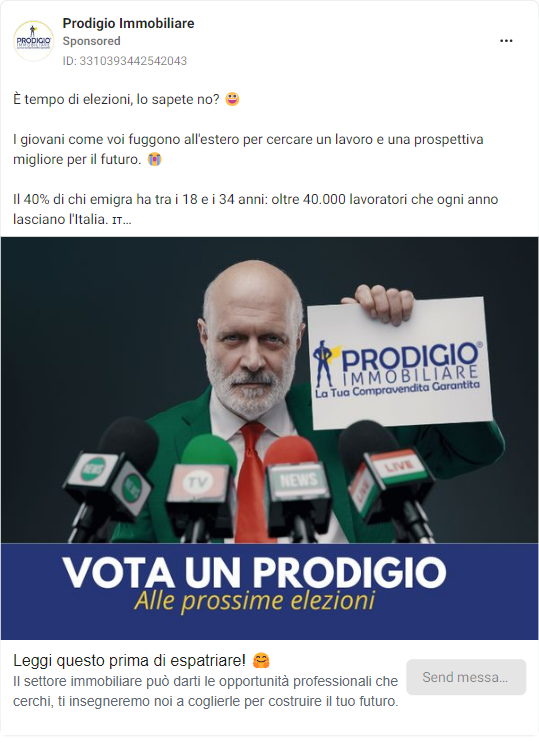 Prodigio Immobiliare
Sponsored
ID: 3310393442542043
È tempo di elezioni, lo sapete no? 😀
I giovani come voi fuggono all'estero per cercare un lavoro e una prospettiva
migliore per il futuro. 😭
Il 40% di chi emigra ha tra i 18 e i 34 anni: oltre 40.000 lavoratori che ogni anno
lasciano l'Italia. ɪᴛ...
PRODIGIO®
IMMOBILIARE
La Tua Compravendita Garantita
NEWS
NEWS
TV
NEWS
LIVE
LIVE
VOTA UN PRODIGIO
Alle prossime elezioni
Leggi questo prima di espatriare! 🤗
Il settore immobiliare può darti le opportunità professionali che
cerchi, ti insegneremo noi a coglierle per costruire il tuo futuro.
Send messa...